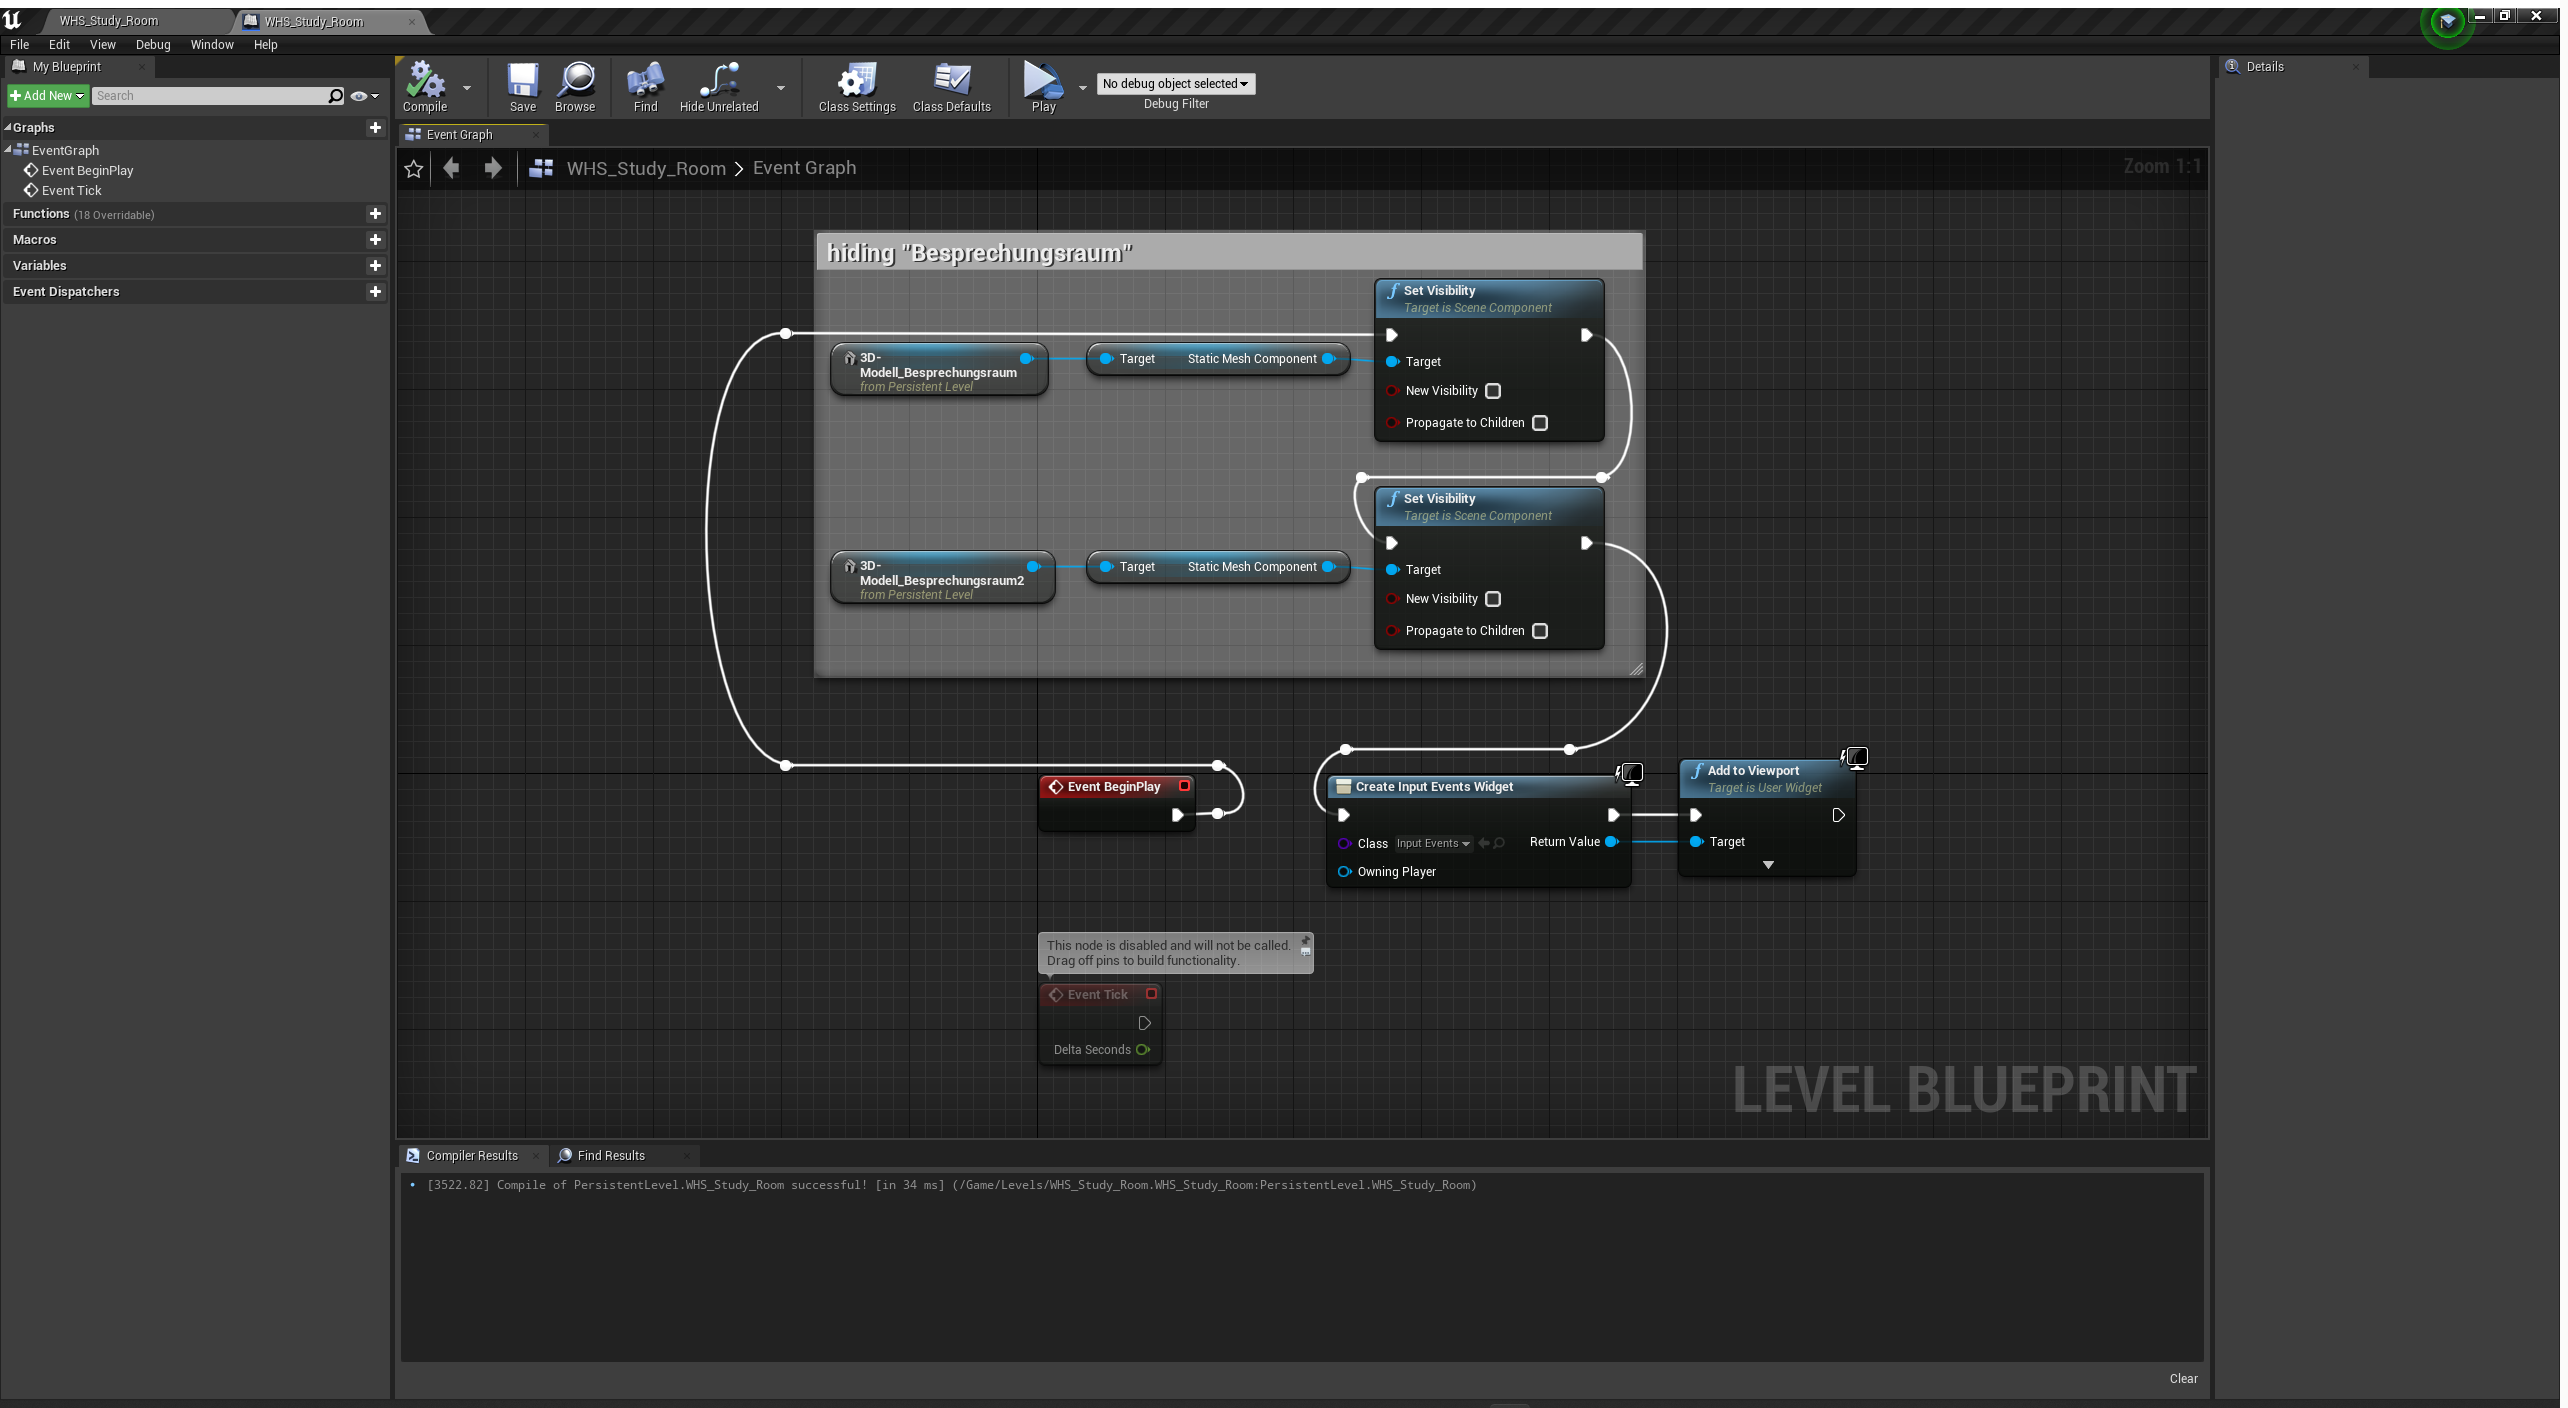 WHS_Study_Room
WHS_Study_Room
File Edit View Debug Window Help
My Blueprint
Add New
Search
Graphs
EventGraph
Event BeginPlay
Event Tick
Functions (18 Overridable)
Macros
Variables
Event Dispatchers
Compile
Save
Browse
Find
Hide Unrelated
Class Settings
Class Defaults
Play
No debug object selected
Debug Filter
Details
Event Graph
WHS_Study_Room > Event Graph
Zoom 1:1
hiding "Besprechungsraum"
Set Visibility
Target is Scene Component
3D-
Modell_Besprechungsraum
from Persistent Level
Target Static Mesh Component
Target
New Visibility
Propagate to Children
Set Visibility
Target is Scene Component
3D-
Modell_Besprechungsraum2
from Persistent Level
Target Static Mesh Component
Target
New Visibility
Propagate to Children
Event BeginPlay
Create Input Events Widget
Class Input Events
Return Value
Owning Player
Add to Viewport
Target is User Widget
Target
This node is disabled and will not be called.
Drag off pins to build functionality.
Event Tick
Delta Seconds
LEVEL BLUEPRINT
Compiler Results
Find Results
[3522.82] Compile of PersistentLevel.WHS_Study_Room successful! [in 34 ms] (/Game/Levels/WHS_Study_Room.WHS_Study_Room:PersistentLevel.WHS_Study_Room)
Clear